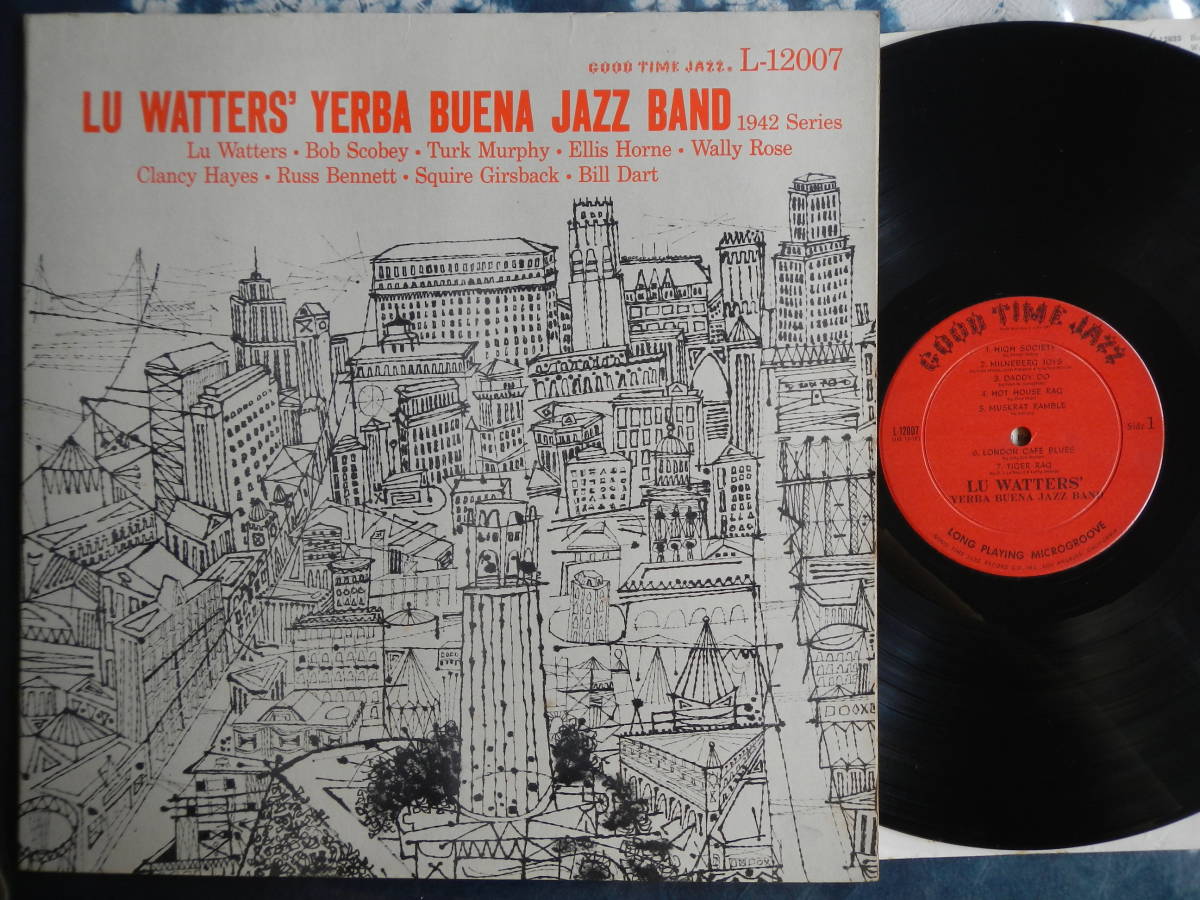 GOOD TIME JAZZ. L-12007
LU WATTERS' YERBA BUENA JAZZ BAND 1942 Series
Lu Watters • Bob Scobey • Turk Murphy • Ellis Horne • Wally Rose
Clancy Hayes • Russ Bennett • Squire Girsback • Bill Dart
GOOD TIME JAZZ
1. HIGH SOCIETY
2. MILNEBERG JOYS
3. DADDY DO
4. HOT HOUSE RAG
5. MUSKRAT RAMBLE
L-12007
Side 1
6. LONDON CAFE BLUES
7. TIGER RAG
LU WATTERS'
YERBA BUENA JAZZ BAND
LONG PLAYING MICROGROOVE